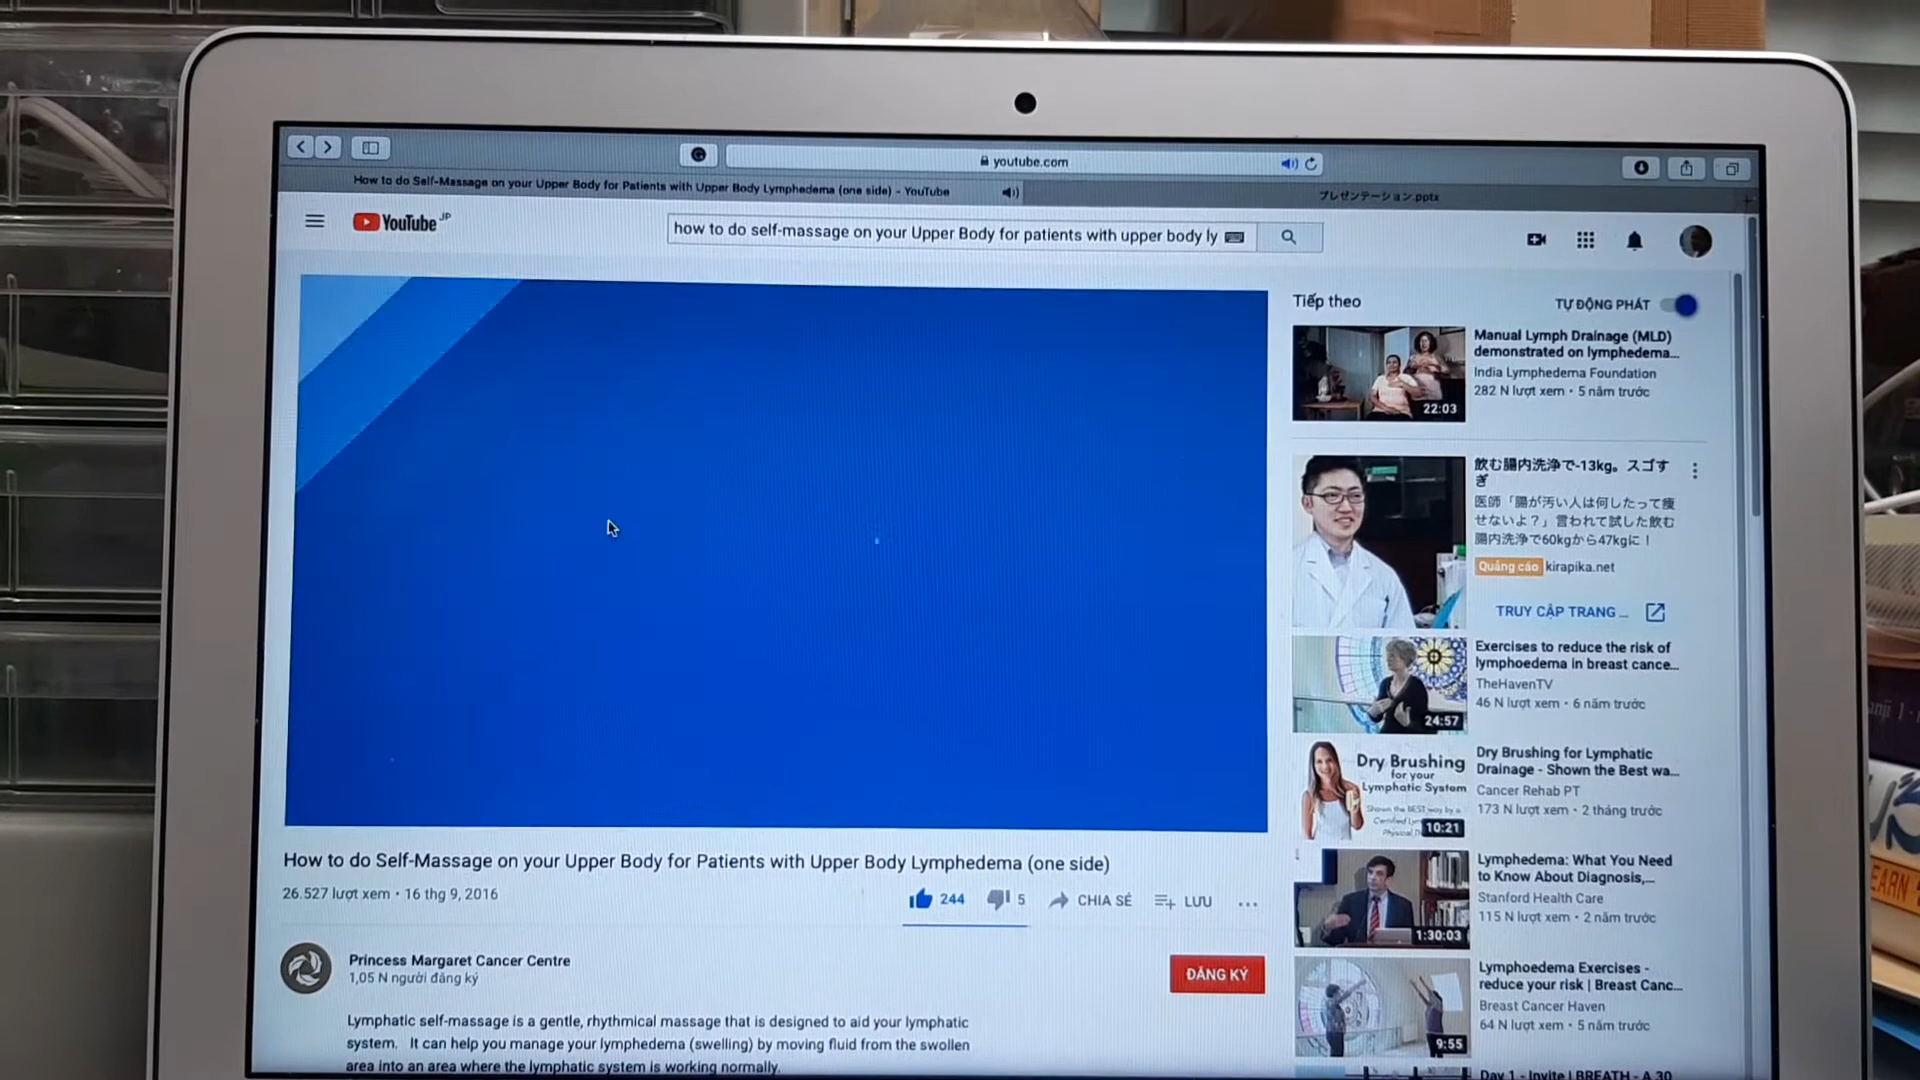 youtube.com
How to do Self-Massage on your Upper Body for Patients with Upper Body Lymphedema (one side) - YouTube
プレゼンテーション.pptx
YouTube JP
how to do self-massage on your Upper Body for patients with upper body ly
Tiếp theo
TỰ ĐỘNG PHÁT
Manual Lymph Drainage (MLD)
demonstrated on lymphedema...
India Lymphedema Foundation
282 N lượt xem • 5 năm trước
22:03
飲む腸内洗浄で-13kg。スゴす
ぎ
医師「腸が汚い人は何したって痩
せないよ？」言われて試した飲む
腸内洗浄で60kgから47kgに！
Quảng cáo kirapika.net
TRUY CẬP TRANG ...
Exercises to reduce the risk of
lymphoedema in breast cance...
TheHavenTV
46 N lượt xem • 6 năm trước
24:57
Dry Brushing
for your
Lymphatic System
Shown the BEST way by a
10:21
Dry Brushing for Lymphatic
Drainage - Shown the Best wa...
Cancer Rehab PT
173 N lượt xem • 2 tháng trước
Lymphedema: What You Need
to Know About Diagnosis,...
Stanford Health Care
115 N lượt xem • 2 năm trước
1:30:03
Lymphoedema Exercises -
reduce your risk | Breast Canc...
Breast Cancer Haven
64 N lượt xem • 5 năm trước
9:55
Day 1 - Invite | BREATH - A 30
How to do Self-Massage on your Upper Body for Patients with Upper Body Lymphedema (one side)
26.527 lượt xem • 16 thg 9, 2016
244
5
CHIA SẺ
LƯU
Princess Margaret Cancer Centre
1,05 N người đăng ký
ĐĂNG KÝ
Lymphatic self-massage is a gentle, rhythmical massage that is designed to aid your lymphatic
system. It can help you manage your lymphedema (swelling) by moving fluid from the swollen
area into an area where the lymphatic system is working normally.